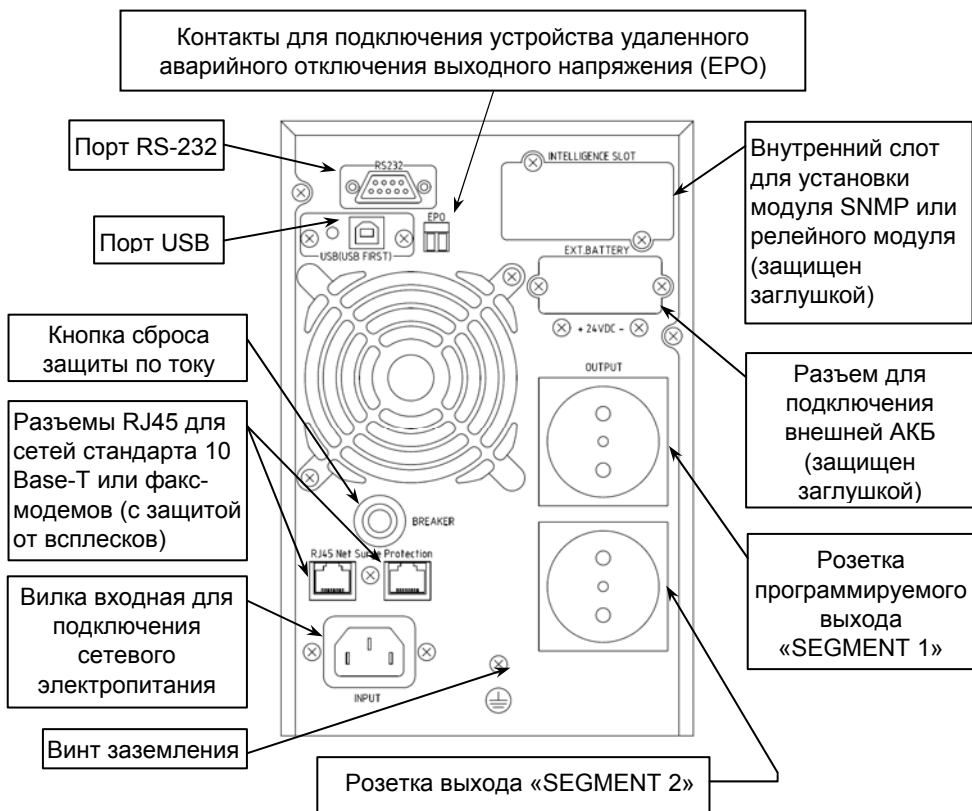 Контакты для подключения устройства удаленного
аварийного отключения выходного напряжения (EPO)
Порт RS-232
Порт USB
Кнопка сброса
защиты по току
Разъемы RJ45 для
сетей стандарта 10
Base-T или факс-
модемов (с защитой
от всплесков)
Вилка входная для
подключения
сетевого
электропитания
Винт заземления
RS232
EPO
USB(USB FIRST)
INTELLIGENCE SLOT
EXT.BATTERY
+ 24VDC -
OUTPUT
BREAKER
RJ45 Net Surge Protection
INPUT
Внутренний слот
для установки
модуля SNMP или
релейного модуля
(защищен
заглушкой)
Разъем для
подключения
внешней АКБ
(защищен
заглушкой)
Розетка
программируемого
выхода
«SEGMENT 1»
Розетка выхода «SEGMENT 2»